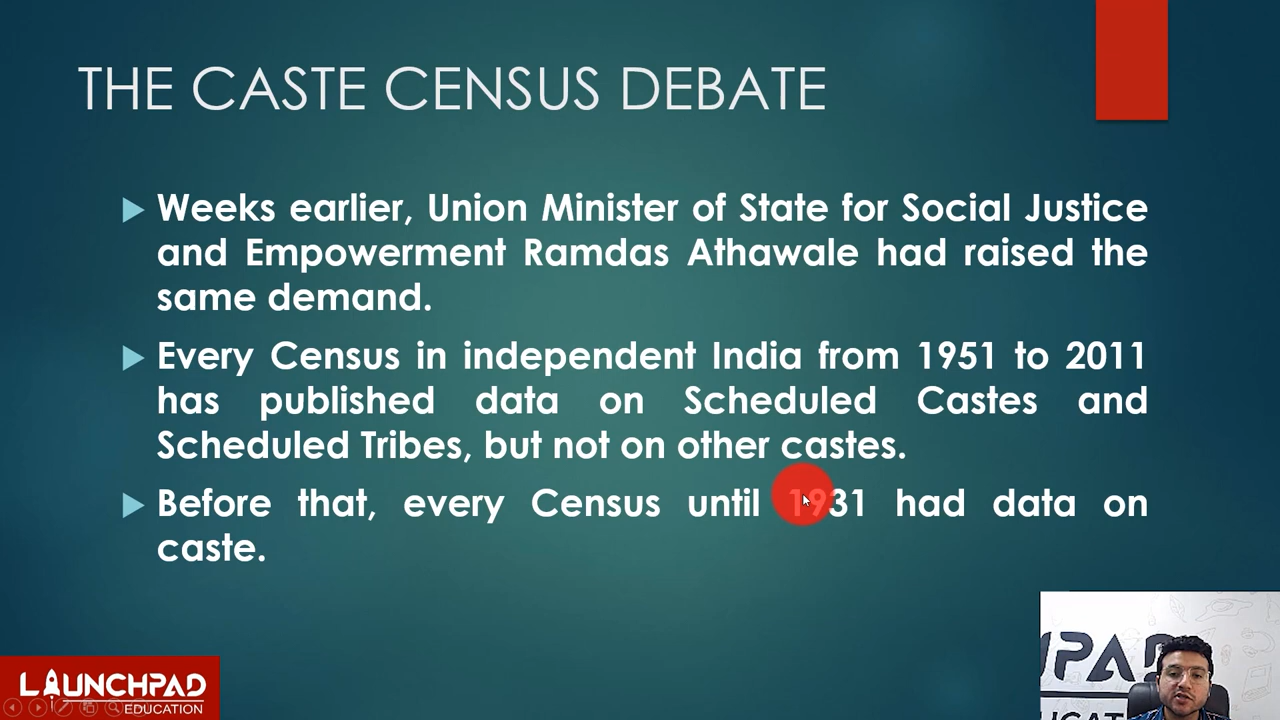 THE CASTE CENSUS DEBATE
Weeks earlier, Union Minister of State for Social Justice
and Empowerment Ramdas Athawale had raised the
same demand.
Every Census in independent India from 1951 to 2011
has published data on Scheduled Castes and
Scheduled Tribes, but not on other castes.
Before that, every Census until 1931 had data on
caste.
LAUNCHPAD
EDUCATION